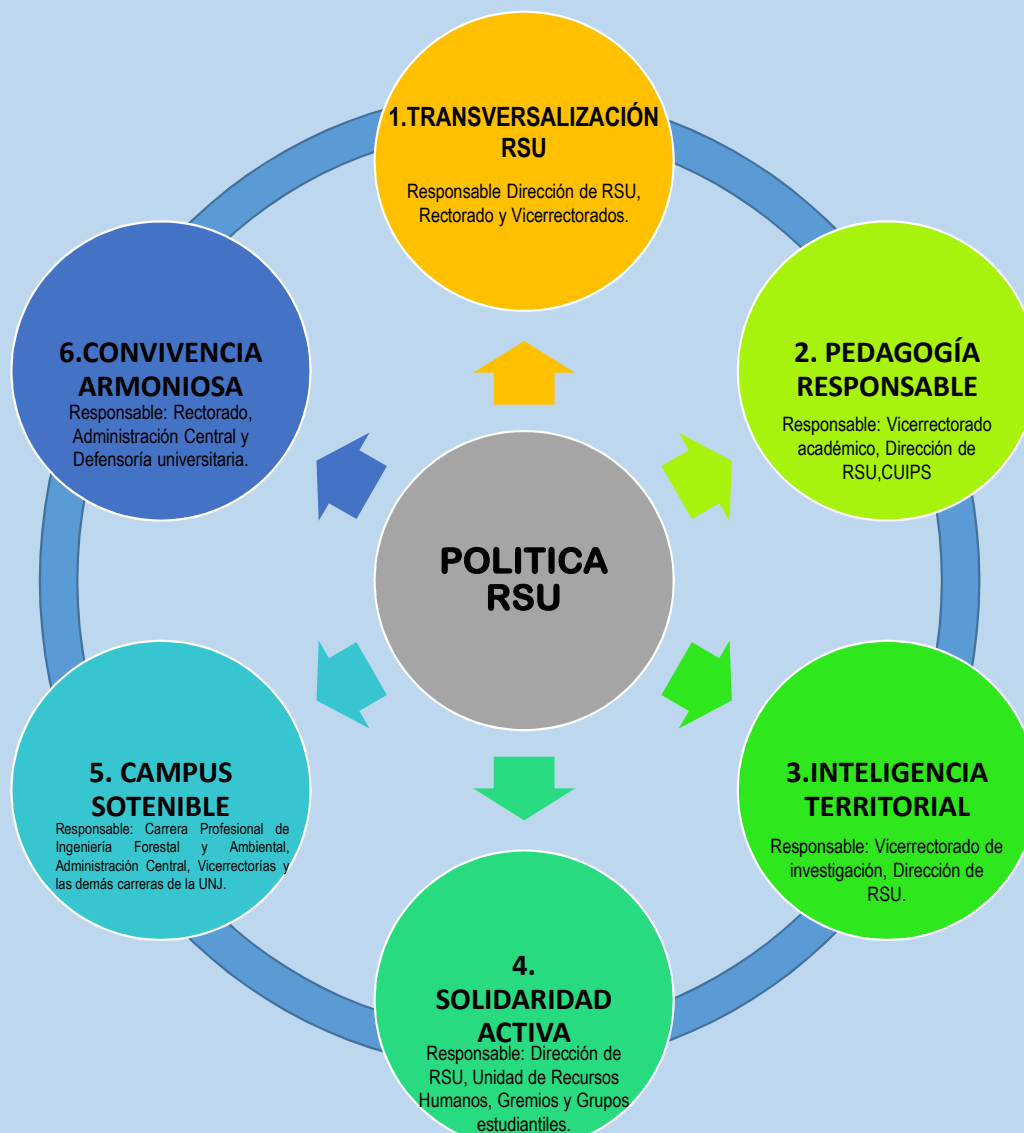 1.TRANSVERSALIZACIÓN
RSU
Responsable Dirección de RSU,
Rectorado y Vicerrectorados.
2. PEDAGOGÍA
RESPONSABLE
Responsable: Vicerrectorado
académico, Dirección de
RSU,CUIPS
3.INTELIGENCIA
TERRITORIAL
Responsable: Vicerrectorado de
investigación, Dirección de
RSU.
4.
SOLIDARIDAD
ACTIVA
Responsable: Dirección de
RSU, Unidad de Recursos
Humanos, Gremios y Grupos
estudiantiles.
5. CAMPUS
SOTENIBLE
Responsable: Carrera Profesional de
Ingeniería Forestal y Ambiental,
Administración Central, Vicerrectorías y
las demás carreras de la UNJ.
6.CONVIVENCIA
ARMONIOSA
Responsable: Rectorado,
Administración Central y
Defensoría universitaria.
POLITICA
RSU